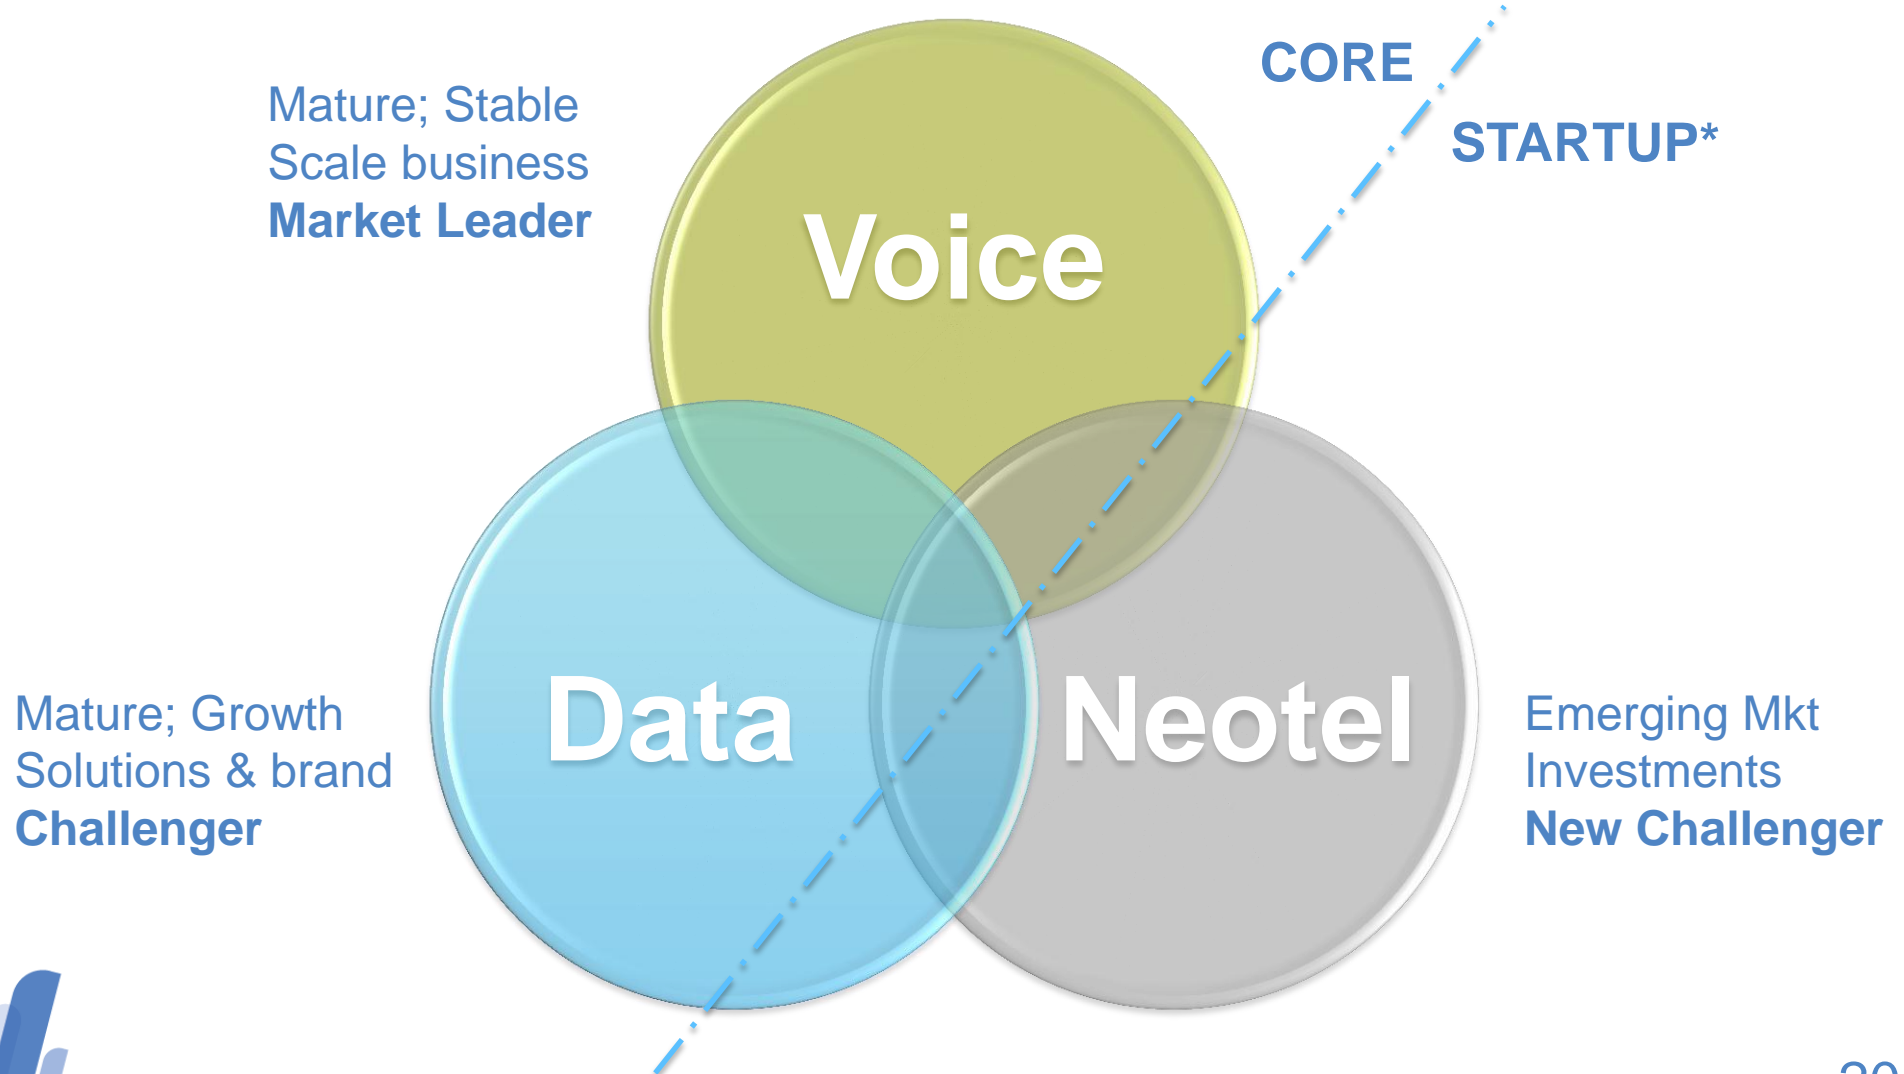 CORE
STARTUP*
Mature; Stable
Scale business
Market Leader
Voice
Data
Neotel
Mature; Growth
Solutions & brand
Challenger
Emerging Mkt
Investments
New Challenger